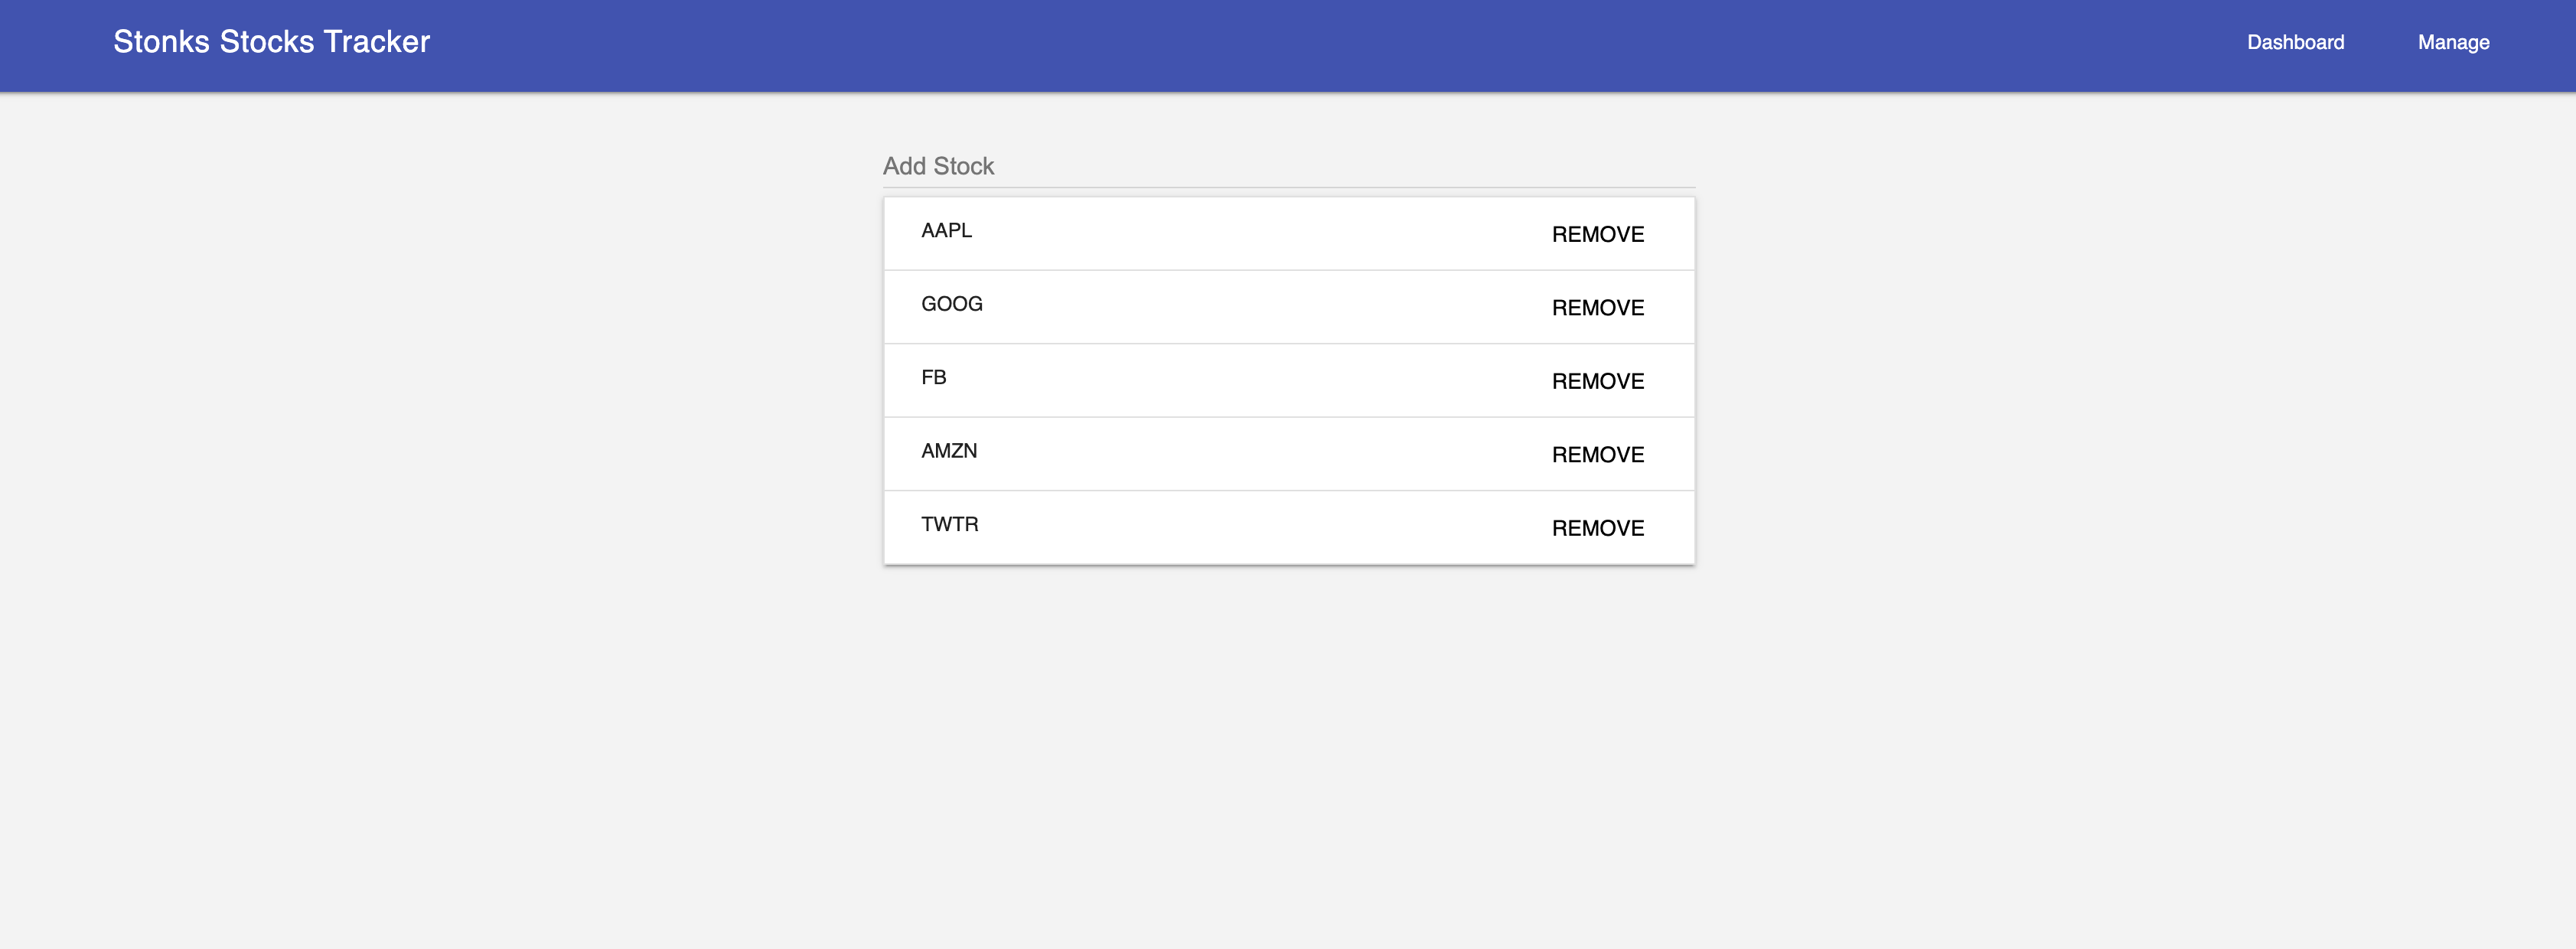 Stonks Stocks Tracker
Dashboard
Manage
Add Stock
AAPL REMOVE
GOOG REMOVE
FB REMOVE
AMZN REMOVE
TWTR REMOVE